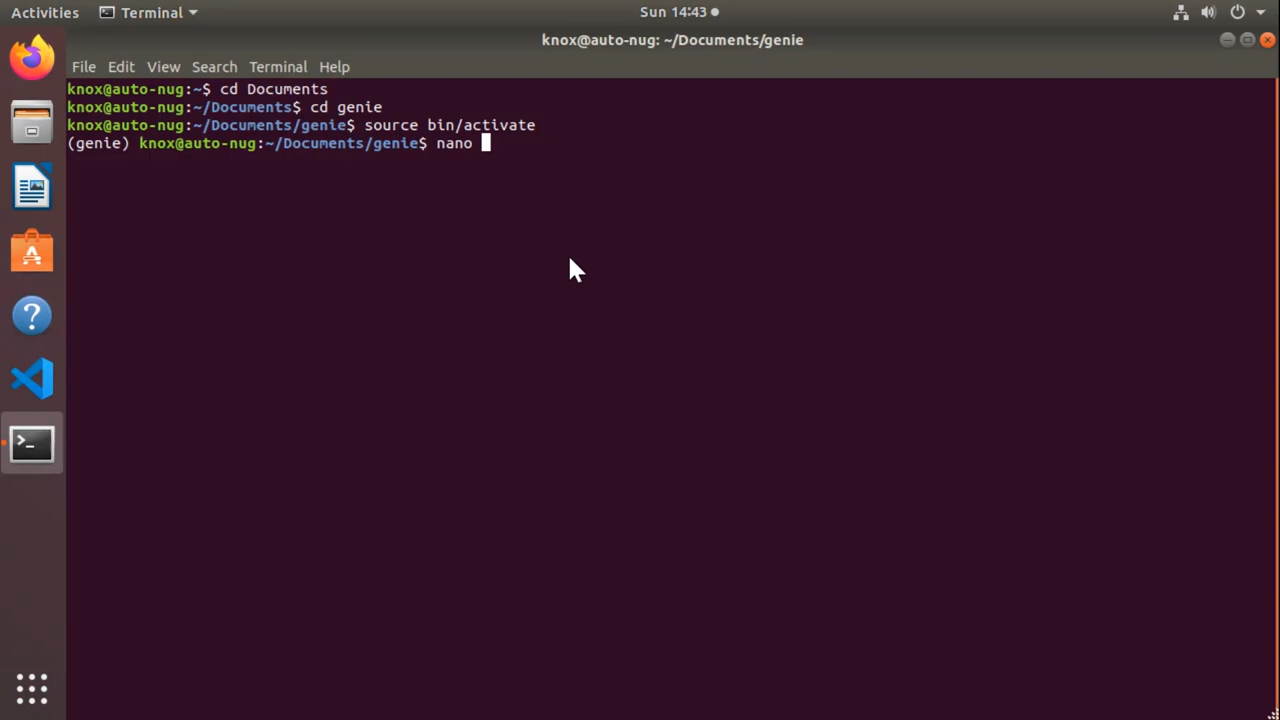 Activities Terminal Sun 14:43
knox@auto-nug: ~/Documents/genie
File Edit View Search Terminal Help
knox@auto-nug:~$ cd Documents
knox@auto-nug:~/Documents$ cd genie
knox@auto-nug:~/Documents/genie$ source bin/activate
(genie) knox@auto-nug:~/Documents/genie$ nano